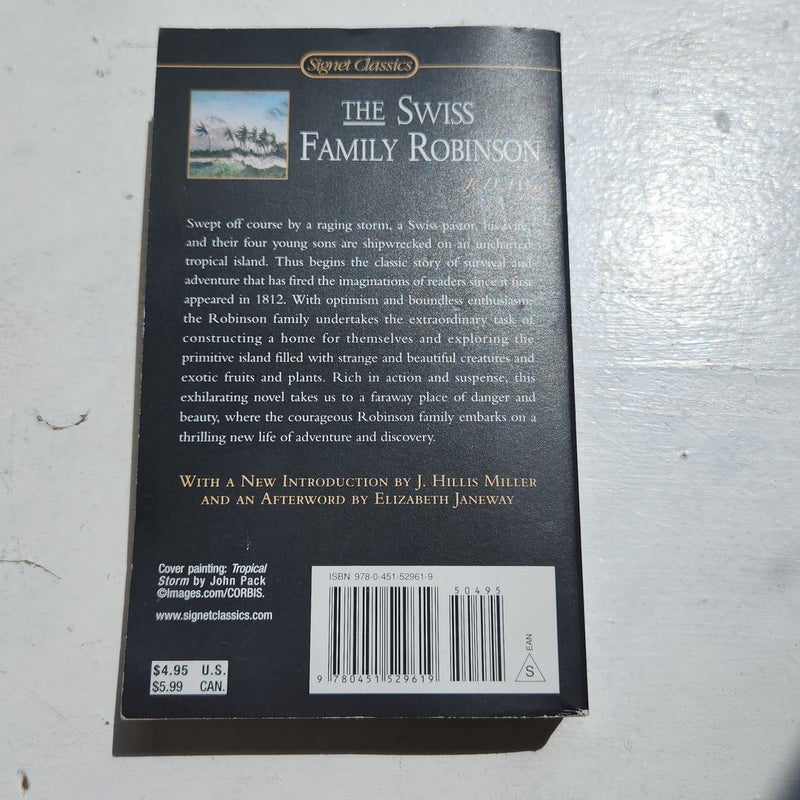 Signet Classics
THE SWISS
FAMILY ROBINSON
Swept off course by a raging storm, a Swiss pastor, his wife,
and their four young sons are shipwrecked on an uncharted
tropical island. Thus begins the classic story of survival and
adventure that has fired the imaginations of readers since it first
appeared in 1812. With optimism and boundless enthusiasm,
the Robinson family undertakes the extraordinary task of
constructing a home for themselves and exploring the
primitive island filled with strange and beautiful creatures and
exotic fruits and plants. Rich in action and suspense, this
exhilarating novel takes us to a faraway place of danger and
beauty, where the courageous Robinson family embarks on a
thrilling new life of adventure and discovery.
WITH A NEW INTRODUCTION BY J. HILLIS MILLER
AND AN AFTERWORD BY ELIZABETH JANEWAY
Cover painting: Tropical
Storm by John Pack
©Images.com/CORBIS.
www.signetclassics.com
$4.95 U.S.
$5.99 CAN.
ISBN 978-0-451-52961-9
50495
9 780451 529619
S EAN